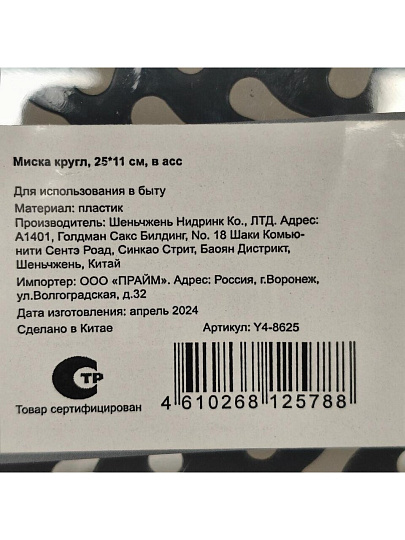 Миска кругл, 25*11 см, в асс
Для использования в быту
Материал: пластик
Производитель: Шеньчжень Нидринк Ко., ЛТД. Адрес:
А1401, Голдман Сакс Билдинг, No. 18 Шаки Комью-
нити Сентэ Роад, Синкао Стрит, Баоян Дистрикт,
Шеньчжень, Китай
Импортер: ООО «ПРАЙМ». Адрес: Россия, г.Воронеж,
ул.Волгоградская, д.32
Дата изготовления: апрель 2024
Сделано в Китае Артикул: Y4-8625
ТР
Товар сертифицирован
4 610268 125788